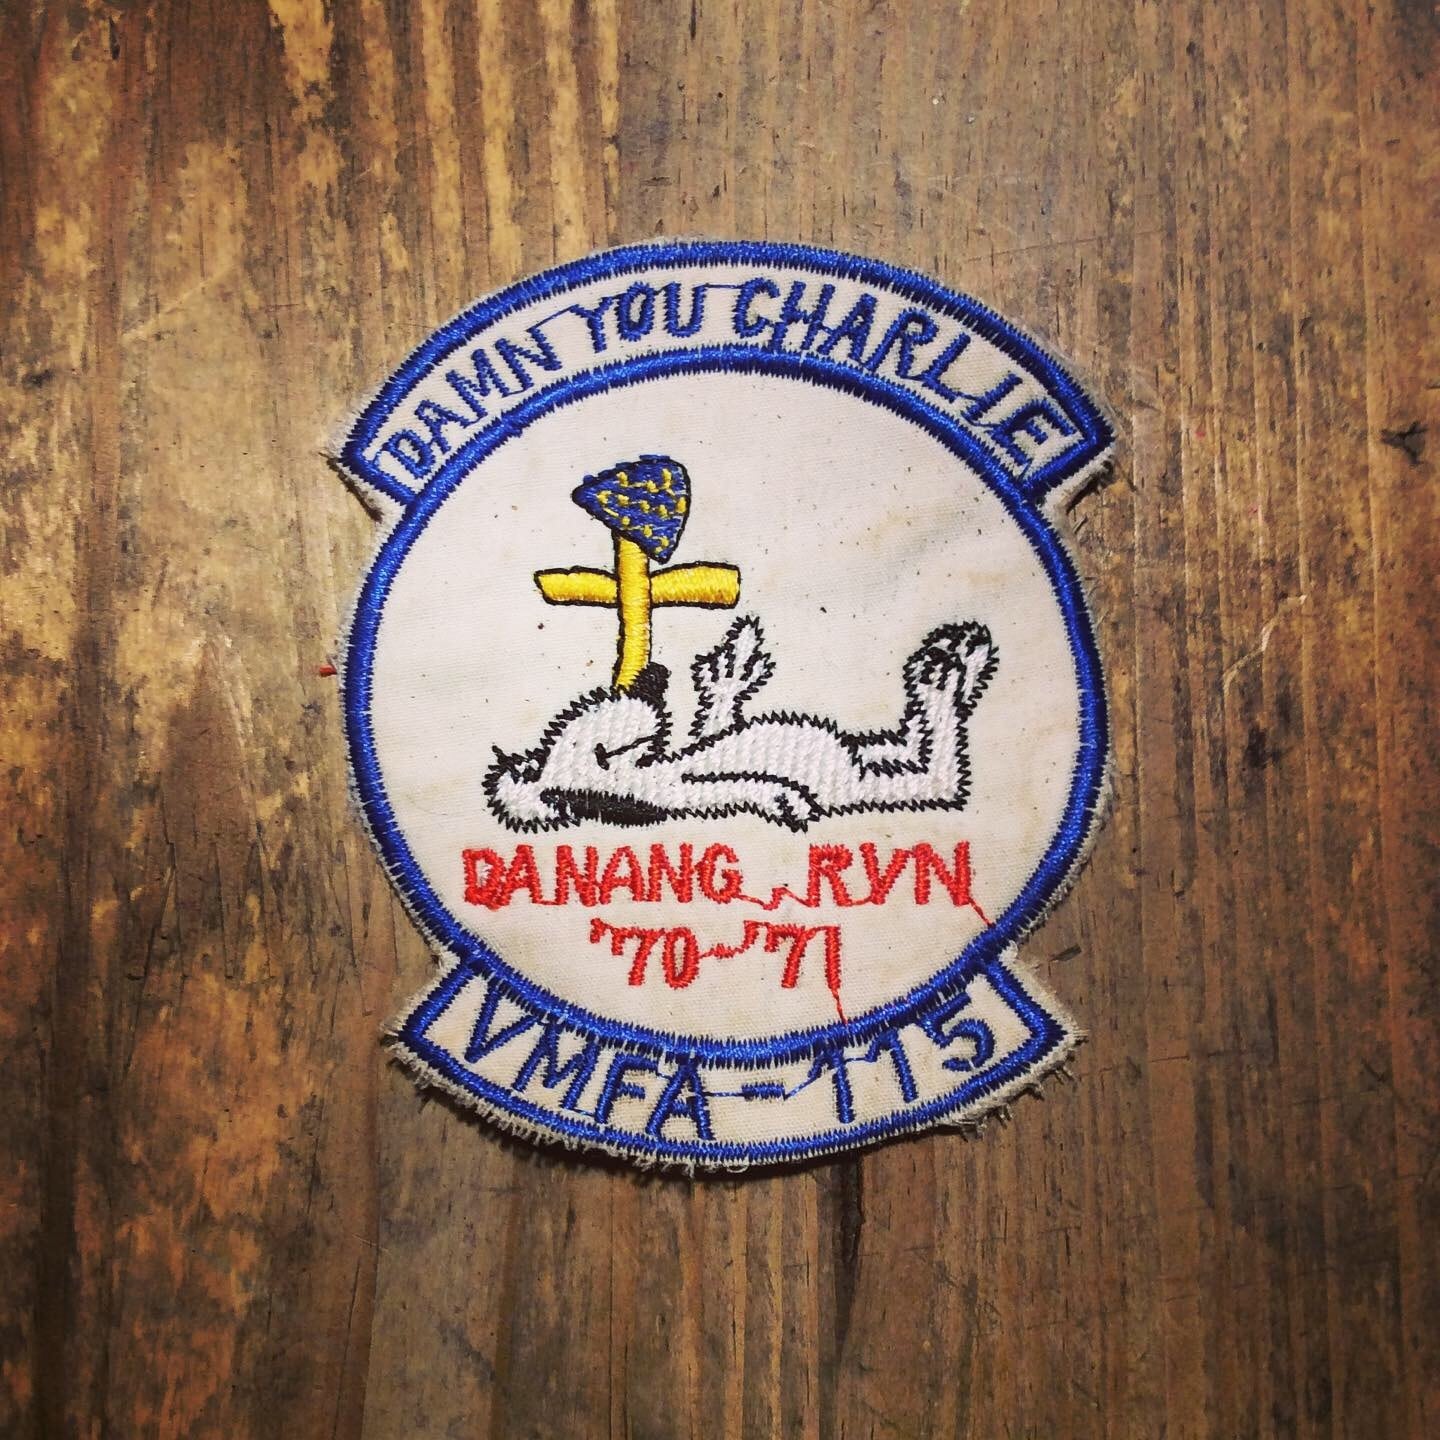 DAMN YOU CHARLIE
DANANG, RVN
'70-'71
VMFA-115